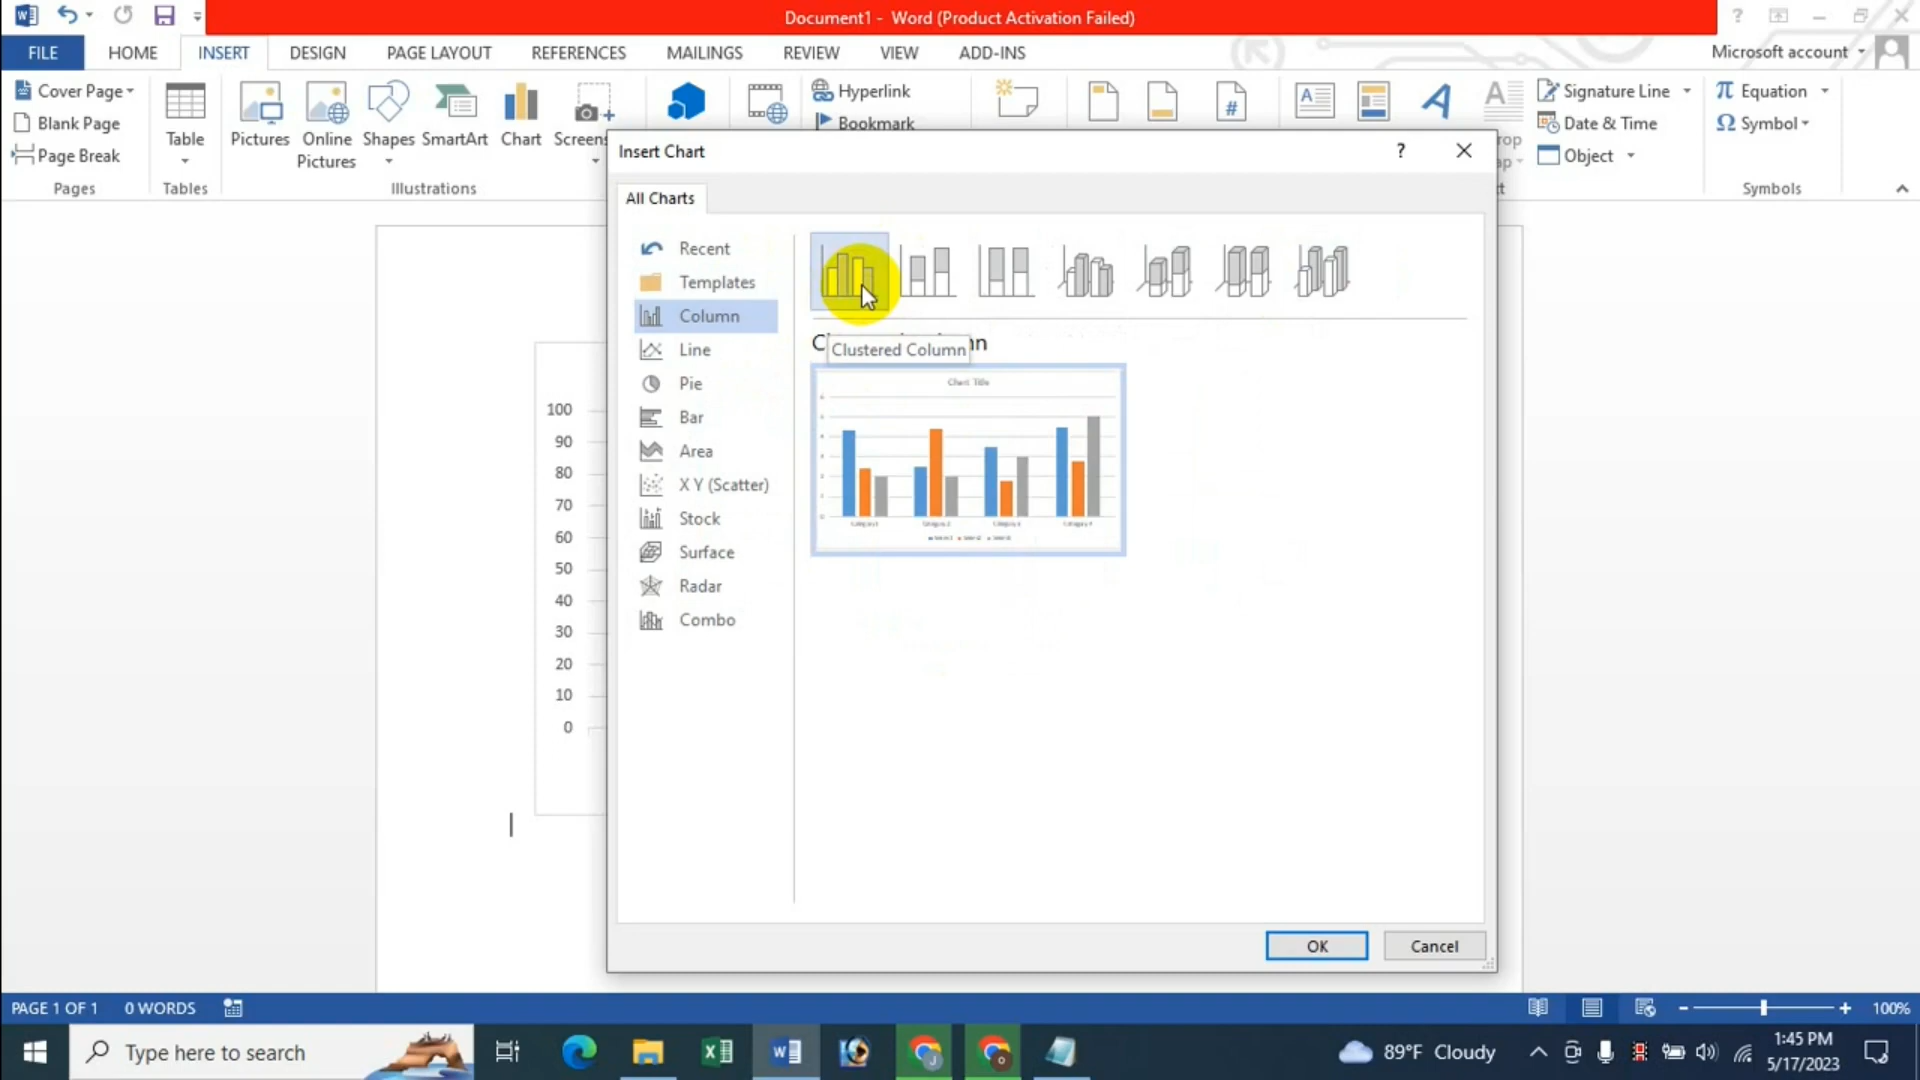 Document1 - Word (Product Activation Failed)
FILE HOME INSERT DESIGN PAGE LAYOUT REFERENCES MAILINGS REVIEW VIEW ADD-INS Microsoft account
Cover Page
Blank Page
Page Break
Pages
Table
Tables
Pictures
Online Pictures
Shapes
SmartArt
Chart
Screens
Illustrations
Hyperlink
Bookmark
Signature Line
Date & Time
Object
Equation
Symbol
Symbols
Insert Chart
?
All Charts
Recent
Templates
Column
Line
Pie
Bar
Area
X Y (Scatter)
Stock
Surface
Radar
Combo
Clustered Column
Chart Title
100
90
80
70
60
50
40
30
20
10
0
OK Cancel
PAGE 1 OF 1 0 WORDS 100%
Type here to search
89°F Cloudy
1:45 PM
5/17/2023